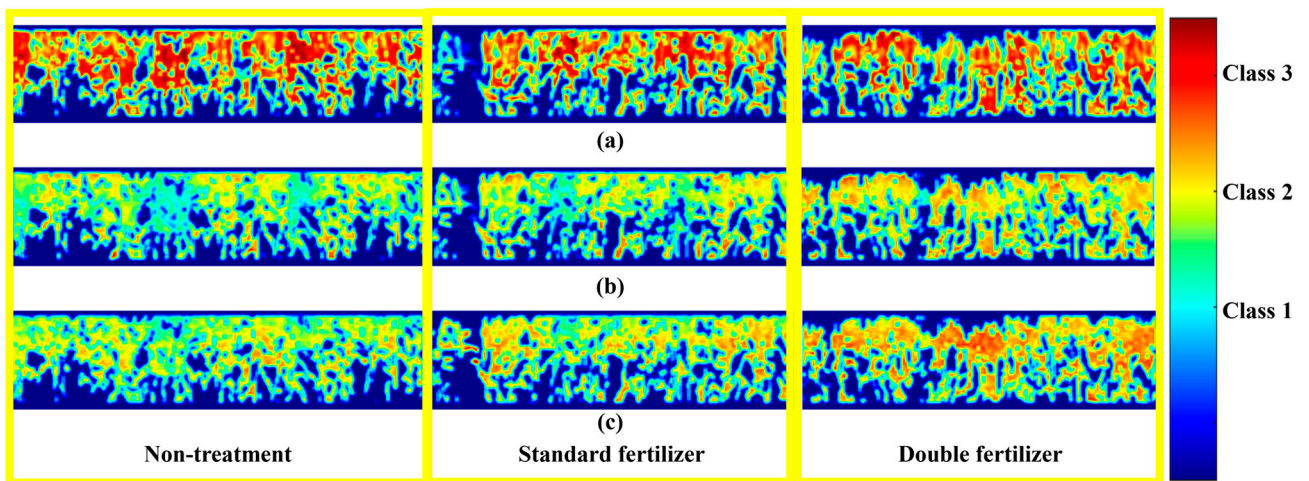 (a)
(b)
(c)
Non-treatment
Standard fertilizer
Double fertilizer
Class 3
Class 2
Class 1